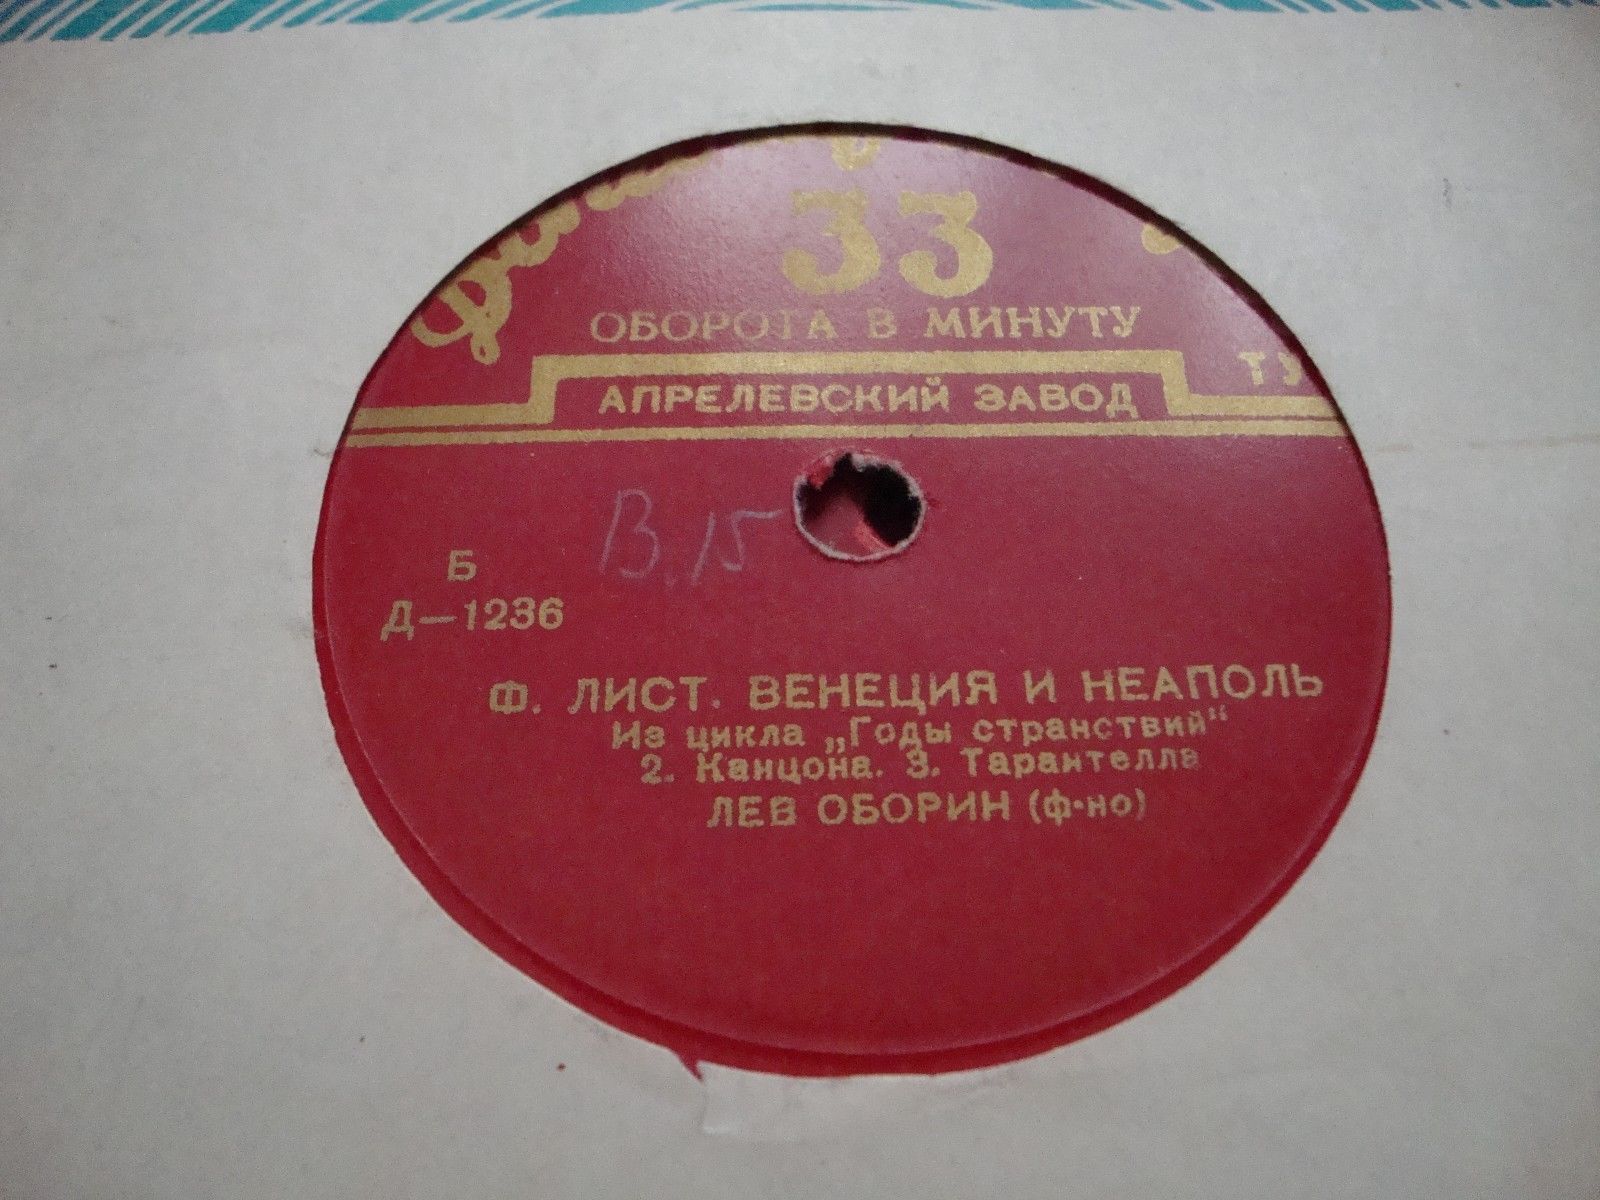 33
ОБОРОТА В МИНУТУ
АПРЕЛЕВСКИЙ ЗАВОД
В.15
Б
Д—1236
Ф. ЛИСТ. ВЕНЕЦИЯ И НЕАПОЛЬ
Из цикла „Годы странствий“
2. Канцона. 3. Тарантелла
ЛЕВ ОБОРИН (ф-но)